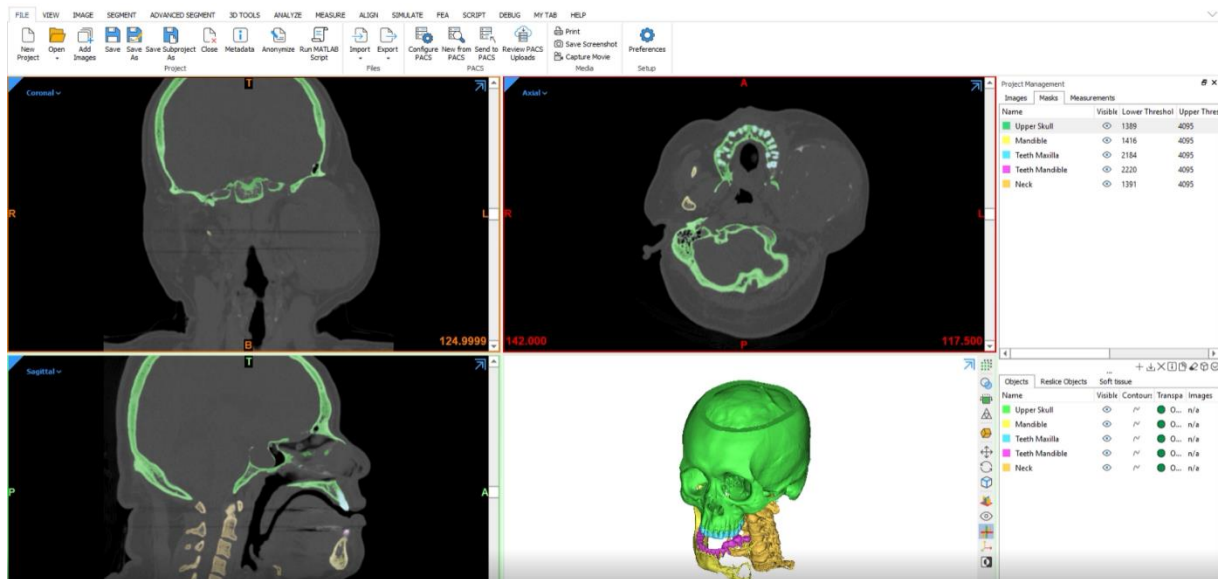 FILE VIEW IMAGE SEGMENT ADVANCED SEGMENT 3D TOOLS ANALYZE MEASURE ALIGN SIMULATE FEA SCRIPT DEBUG MY TAB HELP
New Project Open Add Images Save Save As Save Subproject As Close Metadata Anonymize Run MATLAB Script Import Export Configure PACS New from PACS Send to PACS Review PACS Uploads Print Save Screenshot Capture Movie Preferences
Project Files PACS Media Setup
Project Management
Images Masks Measurements
Name Visible Lower Threshol Upper Thres
Upper Skull 1389 4095
Mandible 1416 4095
Teeth Maxilla 2184 4095
Teeth Mandible 2220 4095
Neck 1391 4095
Coronal
T
R
L
B
124.9999
Axial
A
R
L
P
142.000
117.500
Sagittal
T
P
A
Objects Reslice Objects Soft tissue
Name Visible Contour: Transpa Images
Upper Skull O... n/a
Mandible O... n/a
Teeth Maxilla O... n/a
Teeth Mandible O... n/a
Neck O... n/a